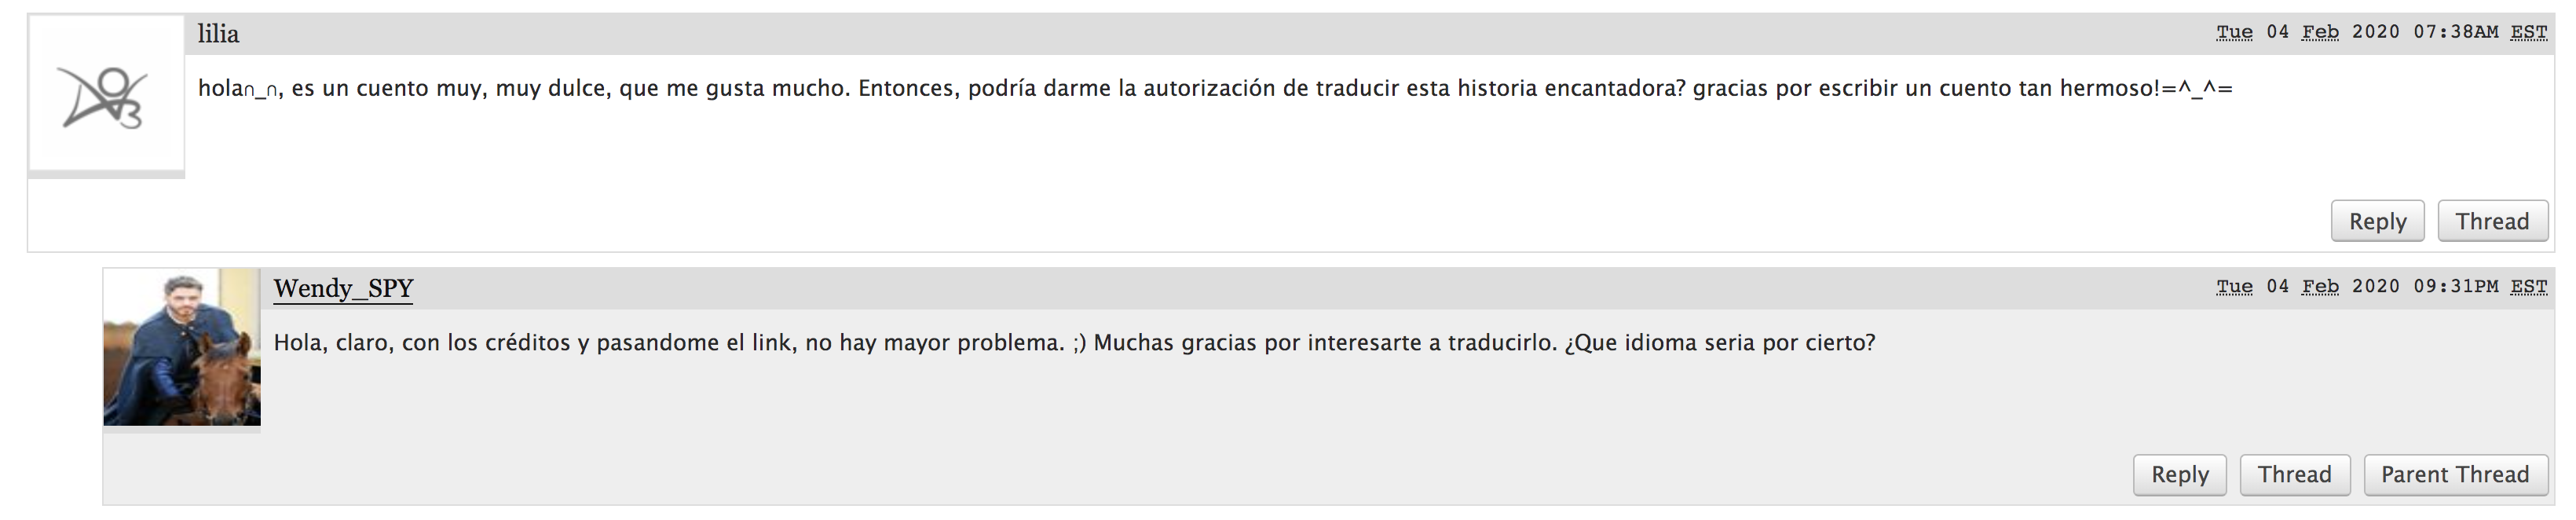 lilia
Tue 04 Feb 2020 07:38AM EST
hola∩_∩, es un cuento muy, muy dulce, que me gusta mucho. Entonces, podría darme la autorización de traducir esta historia encantadora? gracias por escribir un cuento tan hermoso!=^_^=
Reply Thread
Wendy_SPY
Tue 04 Feb 2020 09:31PM EST
Hola, claro, con los créditos y pasandome el link, no hay mayor problema. ;) Muchas gracias por interesarte a traducirlo. ¿Que idioma seria por cierto?
Reply Thread Parent Thread